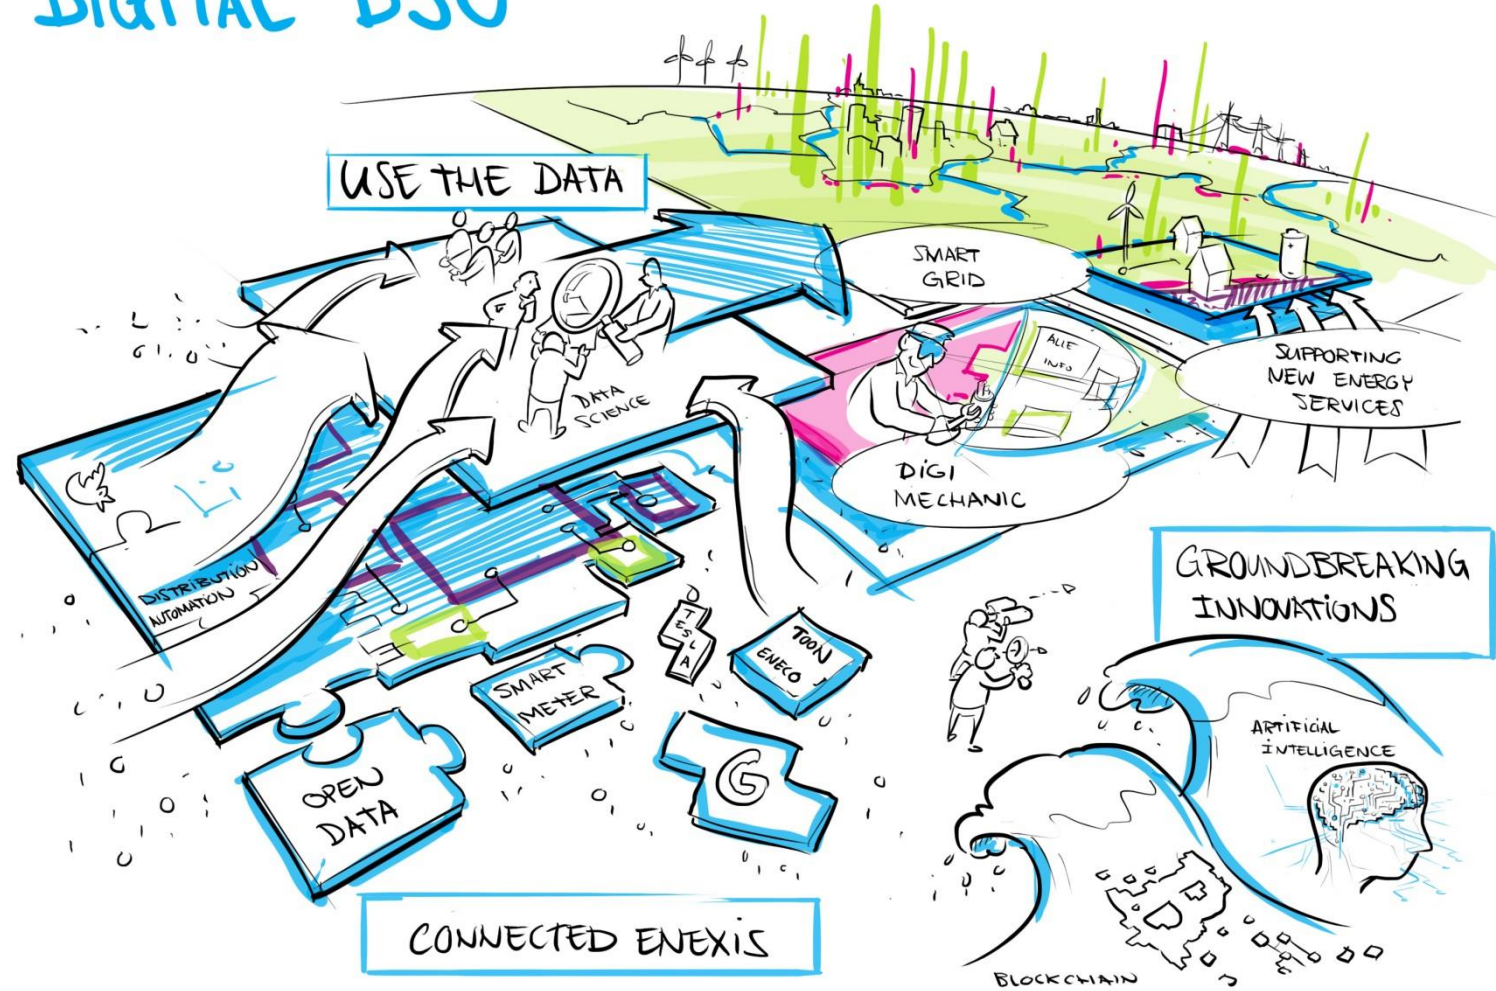 DIGITAL DSO
USE THE DATA
SMART
GRID
ALLE
INFO
SUPPORTING
NEW ENERGY
SERVICES
DATA
SCIENCE
DIGI
MECHANIC
DISTRIBUTION
AUTOMATION
GROUNDBREAKING
INNOVATIONS
TESLA
TOON
ENECO
SMART
METER
G
OPEN
DATA
ARTIFICIAL
INTELLIGENCE
B
BLOCKCHAIN
CONNECTED ENEXIS